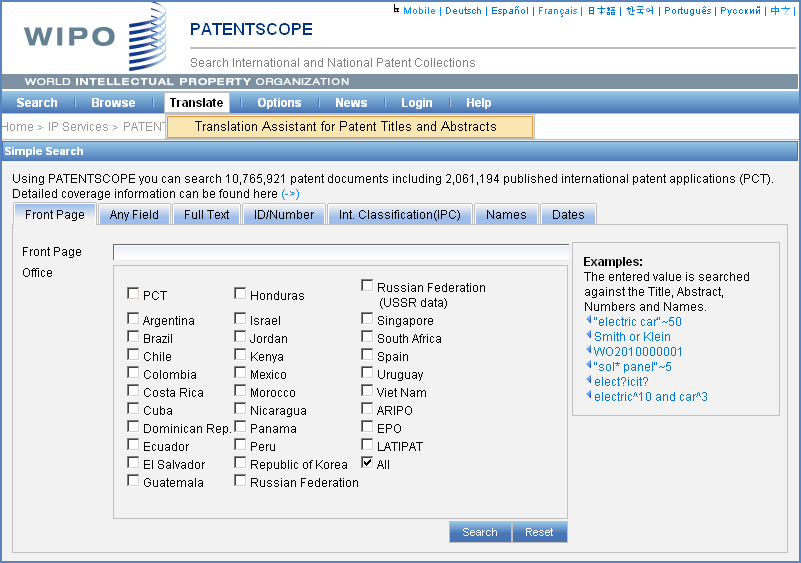 Mobile | Deutsch | Español | Français | 日本語 | 한국어 | Português | Русский | 中文 |
WIPO
PATENTSCOPE
Search International and National Patent Collections
WORLD INTELLECTUAL PROPERTY ORGANIZATION
Search Browse Translate Options News Login Help
Home > IP Services > PATENT
Translation Assistant for Patent Titles and Abstracts
Simple Search
Using PATENTSCOPE you can search 10,765,921 patent documents including 2,061,194 published international patent applications (PCT).
Detailed coverage information can be found here (->)
Front Page Any Field Full Text ID/Number Int. Classification(IPC) Names Dates
Front Page
Office
PCT Honduras Russian Federation
(USSR data)
Argentina Israel Singapore
Brazil Jordan South Africa
Chile Kenya Spain
Colombia Mexico Uruguay
Costa Rica Morocco Viet Nam
Cuba Nicaragua ARIPO
Dominican Rep. Panama EPO
Ecuador Peru LATIPAT
El Salvador Republic of Korea All
Guatemala Russian Federation
Search Reset
Examples:
The entered value is searched
against the Title, Abstract,
Numbers and Names.
"electric car"~50
Smith or Klein
WO2010000001
"sol* panel"~5
elect?icit?
electric^10 and car^3